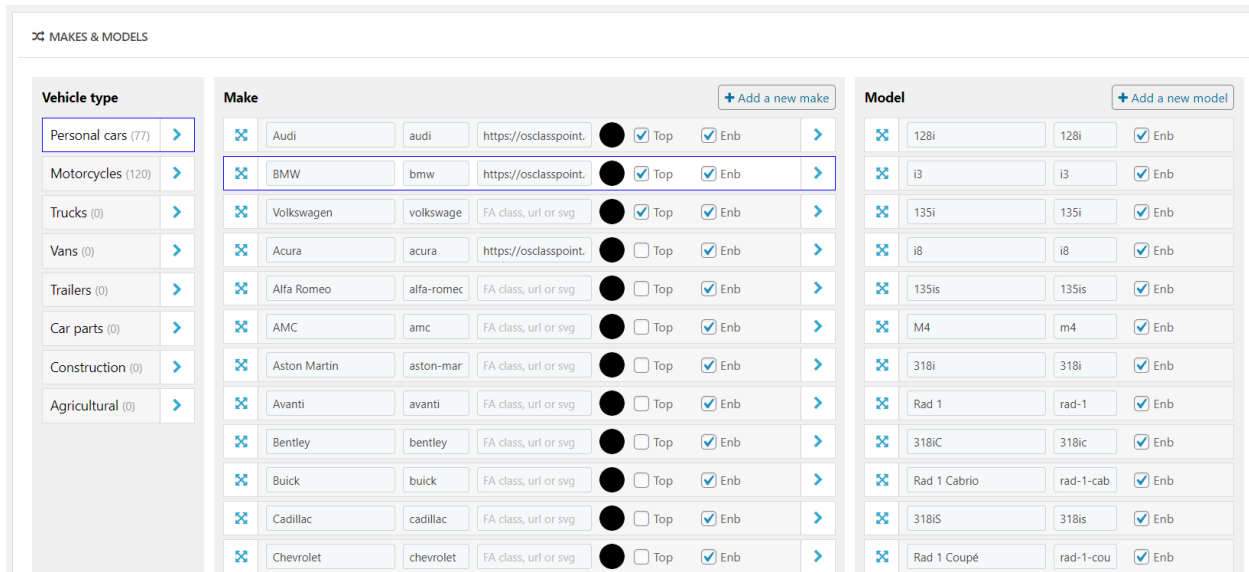 MAKES & MODELS
Vehicle type
Personal cars (77)
Motorcycles (120)
Trucks (0)
Vans (0)
Trailers (0)
Car parts (0)
Construction (0)
Agricultural (0)
Make + Add a new make
Audi audi https://osclasspoint. Top Enb
BMW bmw https://osclasspoint. Top Enb
Volkswagen volkswage FA class, url or svg Top Enb
Acura acura https://osclasspoint. Top Enb
Alfa Romeo alfa-romec FA class, url or svg Top Enb
AMC amc FA class, url or svg Top Enb
Aston Martin aston-mar FA class, url or svg Top Enb
Avanti avanti FA class, url or svg Top Enb
Bentley bentley FA class, url or svg Top Enb
Buick buick FA class, url or svg Top Enb
Cadillac cadillac FA class, url or svg Top Enb
Chevrolet chevrolet FA class, url or svg Top Enb
Model + Add a new model
128i 128i Enb
i3 i3 Enb
135i 135i Enb
i8 i8 Enb
135is 135is Enb
M4 m4 Enb
318i 318i Enb
Rad 1 rad-1 Enb
318iC 318ic Enb
Rad 1 Cabrio rad-1-cab Enb
318iS 318is Enb
Rad 1 Coupé rad-1-cou Enb